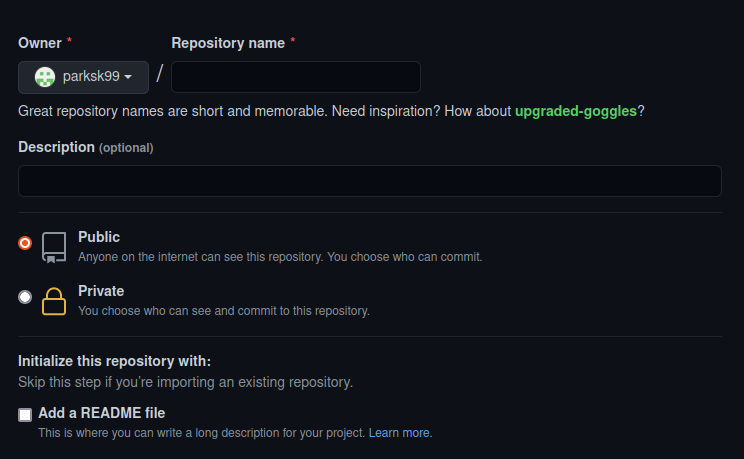 Owner * Repository name *
parksk99 /
Great repository names are short and memorable. Need inspiration? How about upgraded-goggles?
Description (optional)
Public
Anyone on the internet can see this repository. You choose who can commit.
Private
You choose who can see and commit to this repository.
Initialize this repository with:
Skip this step if you’re importing an existing repository.
Add a README file
This is where you can write a long description for your project. Learn more.